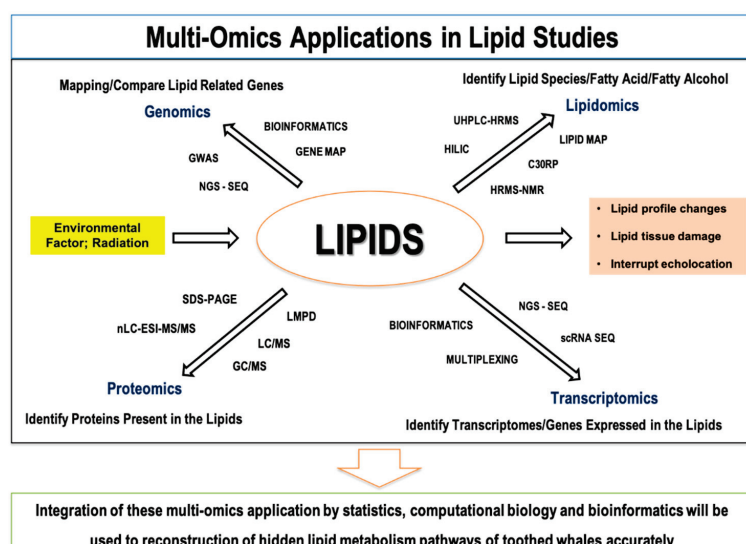 Multi-Omics Applications in Lipid Studies
Mapping/Compare Lipid Related Genes
Genomics
BIOINFORMATICS
GENE MAP
GWAS
NGS - SEQ
Identify Lipid Species/Fatty Acid/Fatty Alcohol
Lipidomics
UHPLC-HRMS
LIPID MAP
HILIC
C30RP
HRMS-NMR
Environmental
Factor; Radiation
LIPIDS
• Lipid profile changes
• Lipid tissue damage
• Interrupt echolocation
SDS-PAGE
nLC-ESI-MS/MS
LMPD
LC/MS
GC/MS
Proteomics
Identify Proteins Present in the Lipids
NGS - SEQ
BIOINFORMATICS
scRNA SEQ
MULTIPLEXING
Transcriptomics
Identify Transcriptomes/Genes Expressed in the Lipids
Integration of these multi-omics application by statistics, computational biology and bioinformatics will be
used to reconstruction of hidden lipid metabolism pathways of toothed whales accurately